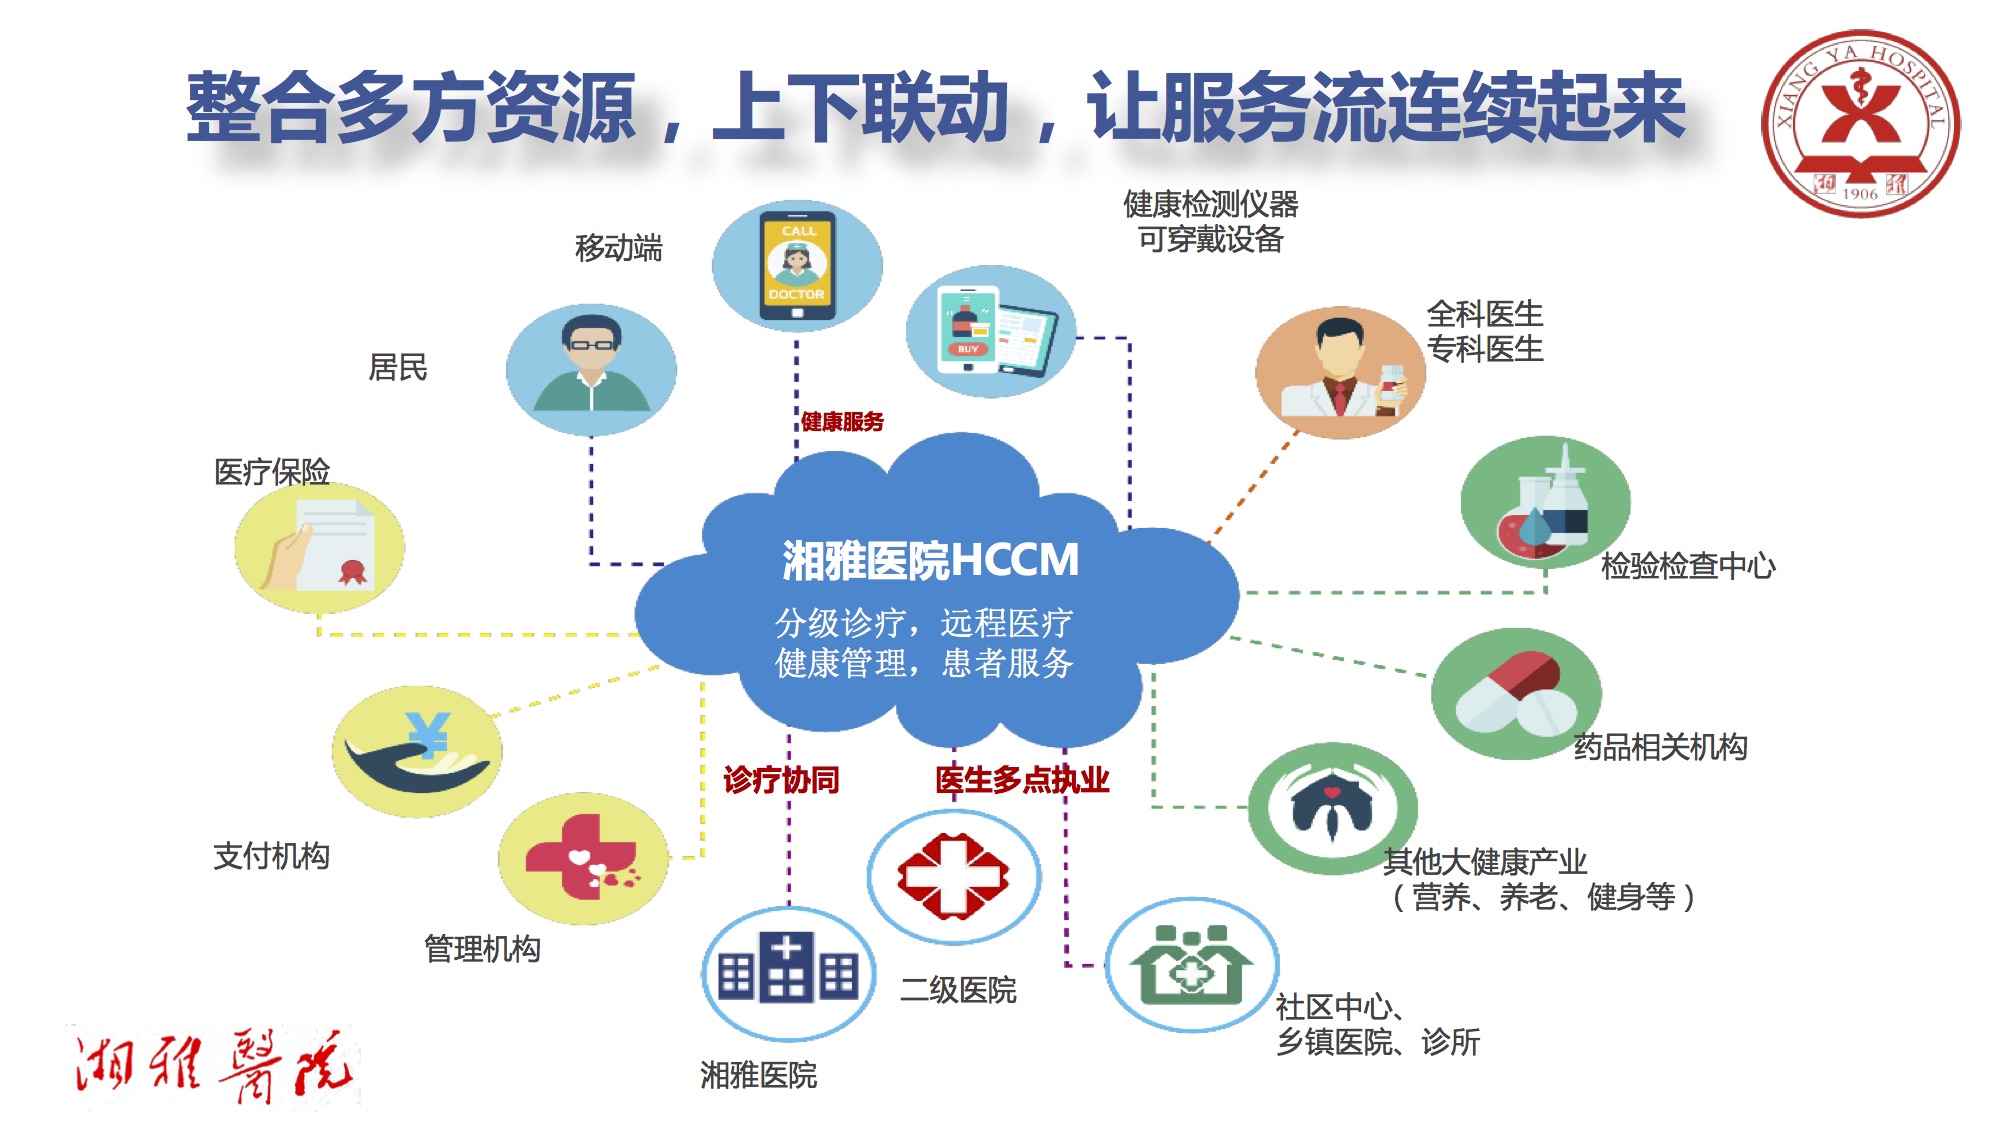 整合多方资源，上下联动，让服务流连续起来
XIANG YA HOSPITAL
湘雅
1906
健康检测仪器
可穿戴设备
移动端
CALL
DOCTOR
BUY
全科医生
专科医生
居民
健康服务
医疗保险
检验检查中心
湘雅医院HCCM
分级诊疗，远程医疗
健康管理，患者服务
药品相关机构
诊疗协同
医生多点执业
¥
支付机构
其他大健康产业
（营养、养老、健身等）
管理机构
二级医院
社区中心、
乡镇医院、诊所
湘雅医院
湘雅醫院